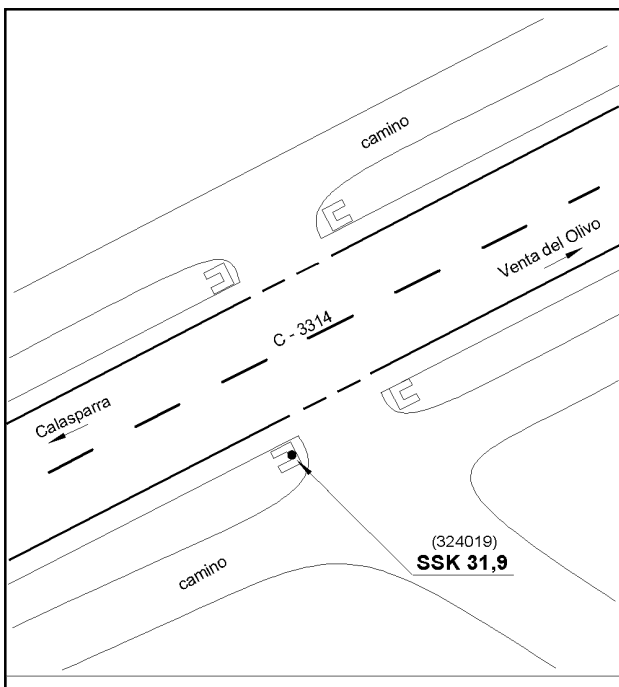 camino
Venta del Olivo
C - 3314
Calasparra
(324019)
SSK 31,9
camino